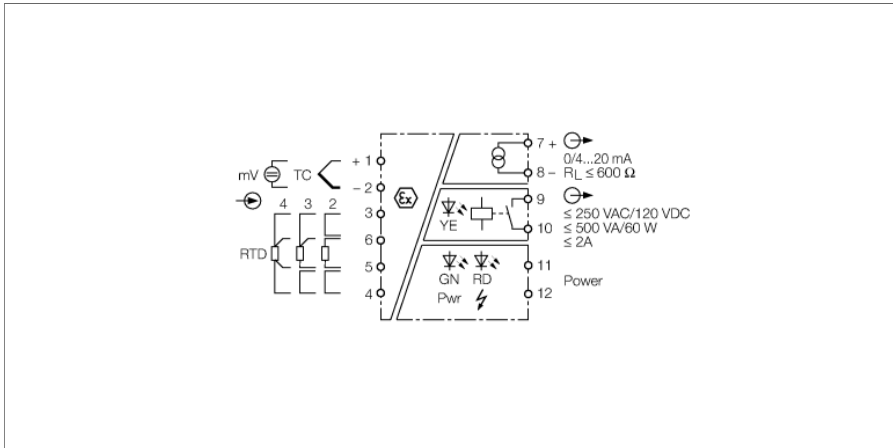 mV
TC
4 3 2
RTD
+ 1
− 2
3
6
5
4
Ex
7 +
0/4...20 mA
8 − RL ≤ 600 Ω
9
YE
≤ 250 VAC/120 VDC
10 ≤ 500 VA/60 W
≤ 2A
11
GN RD
Power
Pwr
12